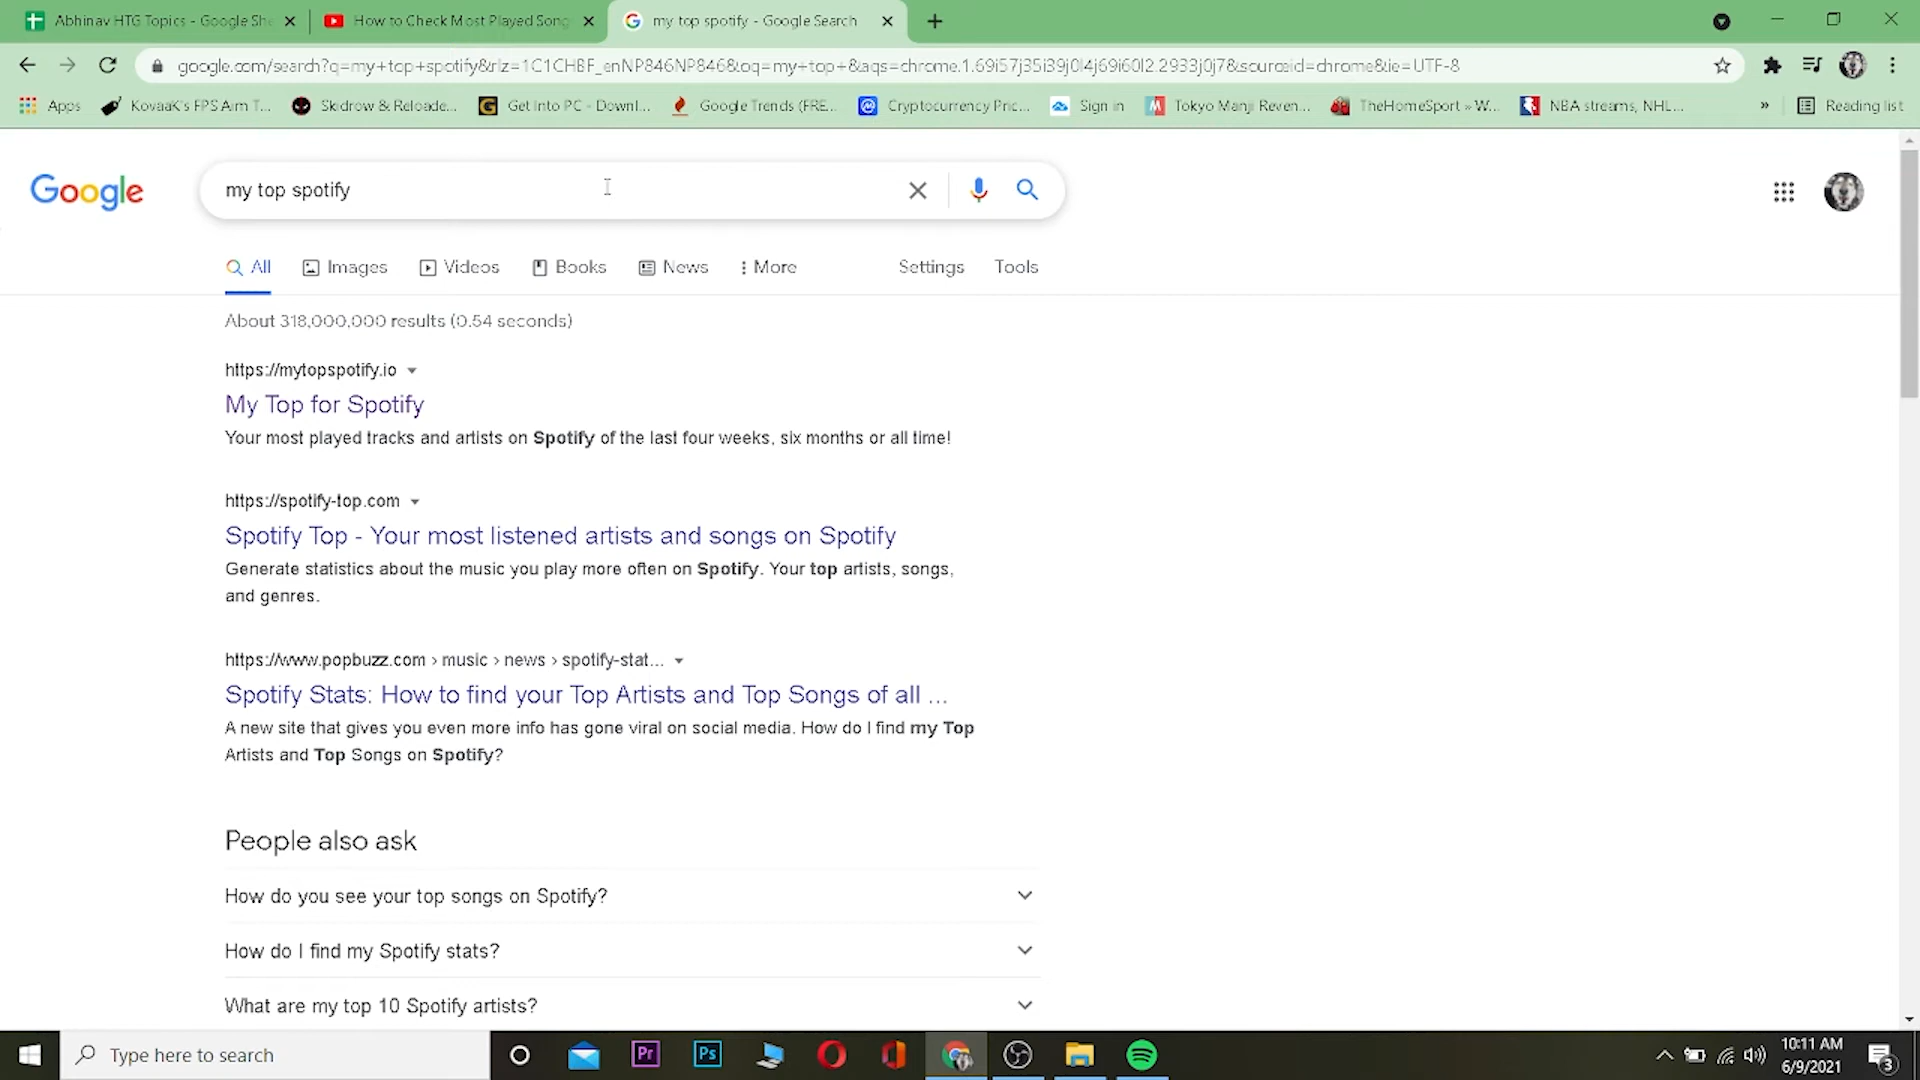 Abhinav HTG Topics - Google She
How to Check Most Played Song
my top spotify - Google Search
google.com/search?q=my+top+spotify&rlz=1C1CHBF_enNP846NP846&oq=my+top+&aqs=chrome.1.69i57j35i39j0l4j69i60l2.2933j0j7&sourceid=chrome&ie=UTF-8
Apps
KovaaK's FPS Aim T...
Skidrow & Reloade...
Get Into PC - Downl...
Google Trends (FRE...
Cryptocurrency Pric...
Sign in
Tokyo Manji Reven...
TheHomeSport » W...
NBA streams, NHL...
»
Reading list
Google
my top spotify
All
Images
Videos
Books
News
More
Settings
Tools
About 318,000,000 results (0.54 seconds)
https://mytopspotify.io
My Top for Spotify
Your most played tracks and artists on Spotify of the last four weeks, six months or all time!
https://spotify-top.com
Spotify Top - Your most listened artists and songs on Spotify
Generate statistics about the music you play more often on Spotify. Your top artists, songs,
and genres.
https://www.popbuzz.com › music › news › spotify-stat...
Spotify Stats: How to find your Top Artists and Top Songs of all ...
A new site that gives you even more info has gone viral on social media. How do I find my Top
Artists and Top Songs on Spotify?
People also ask
How do you see your top songs on Spotify?
How do I find my Spotify stats?
What are my top 10 Spotify artists?
Type here to search
Pr
Ps
10:11 AM
6/9/2021
3